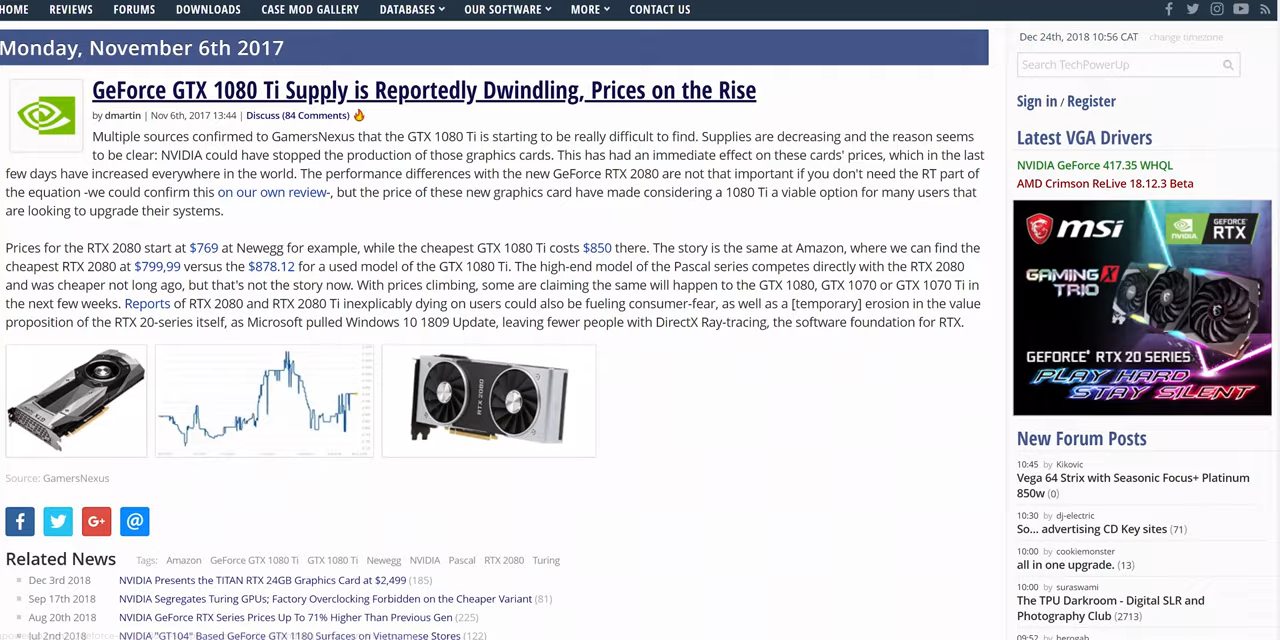 HOME REVIEWS FORUMS DOWNLOADS CASE MOD GALLERY DATABASES OUR SOFTWARE MORE CONTACT US
Monday, November 6th 2017
GeForce GTX 1080 Ti Supply is Reportedly Dwindling, Prices on the Rise
by dmartin | Nov 6th, 2017 13:44 | Discuss (84 Comments)
Multiple sources confirmed to GamersNexus that the GTX 1080 Ti is starting to be really difficult to find. Supplies are decreasing and the reason seems
to be clear: NVIDIA could have stopped the production of those graphics cards. This has had an immediate effect on these cards' prices, which in the last
few days have increased everywhere in the world. The performance differences with the new GeForce RTX 2080 are not that important if you don't need the RT part of
the equation -we could confirm this on our own review-, but the price of these new graphics card have made considering a 1080 Ti a viable option for many users that
are looking to upgrade their systems.
Prices for the RTX 2080 start at $769 at Newegg for example, while the cheapest GTX 1080 Ti costs $850 there. The story is the same at Amazon, where we can find the
cheapest RTX 2080 at $799,99 versus the $878.12 for a used model of the GTX 1080 Ti. The high-end model of the Pascal series competes directly with the RTX 2080
and was cheaper not long ago, but that's not the story now. With prices climbing, some are claiming the same will happen to the GTX 1080, GTX 1070 or GTX 1070 Ti in
the next few weeks. Reports of RTX 2080 and RTX 2080 Ti inexplicably dying on users could also be fueling consumer-fear, as well as a [temporary] erosion in the value
proposition of the RTX 20-series itself, as Microsoft pulled Windows 10 1809 Update, leaving fewer people with DirectX Ray-tracing, the software foundation for RTX.
RTX 2080
Source: GamersNexus
Related News Tags: Amazon GeForce GTX 1080 Ti GTX 1080 Ti Newegg NVIDIA Pascal RTX 2080 Turing
Dec 3rd 2018 NVIDIA Presents the TITAN RTX 24GB Graphics Card at $2,499 (185)
Sep 17th 2018 NVIDIA Segregates Turing GPUs; Factory Overclocking Forbidden on the Cheaper Variant (81)
Aug 20th 2018 NVIDIA GeForce RTX Series Prices Up To 71% Higher Than Previous Gen (225)
Jul 2nd 2018 NVIDIA "GT104" Based GeForce GTX 1180 Surfaces on Vietnamese Stores (122)
Dec 24th, 2018 10:56 CAT change timezone
Search TechPowerUp
Sign in / Register
Latest VGA Drivers
NVIDIA GeForce 417.35 WHQL
AMD Crimson ReLive 18.12.3 Beta
msi NVIDIA GEFORCE RTX
GAMING X
TRIO
GEFORCE RTX 20 SERIES
PLAY HARD
STAY SILENT
New Forum Posts
10:45 by Kikovic
Vega 64 Strix with Seasonic Focus+ Platinum
850w (0)
10:30 by dj-electric
So... advertising CD Key sites (71)
10:00 by cookiemonster
all in one upgrade. (13)
10:00 by suraswami
The TPU Darkroom - Digital SLR and
Photography Club (2713)
09:52 by herogab